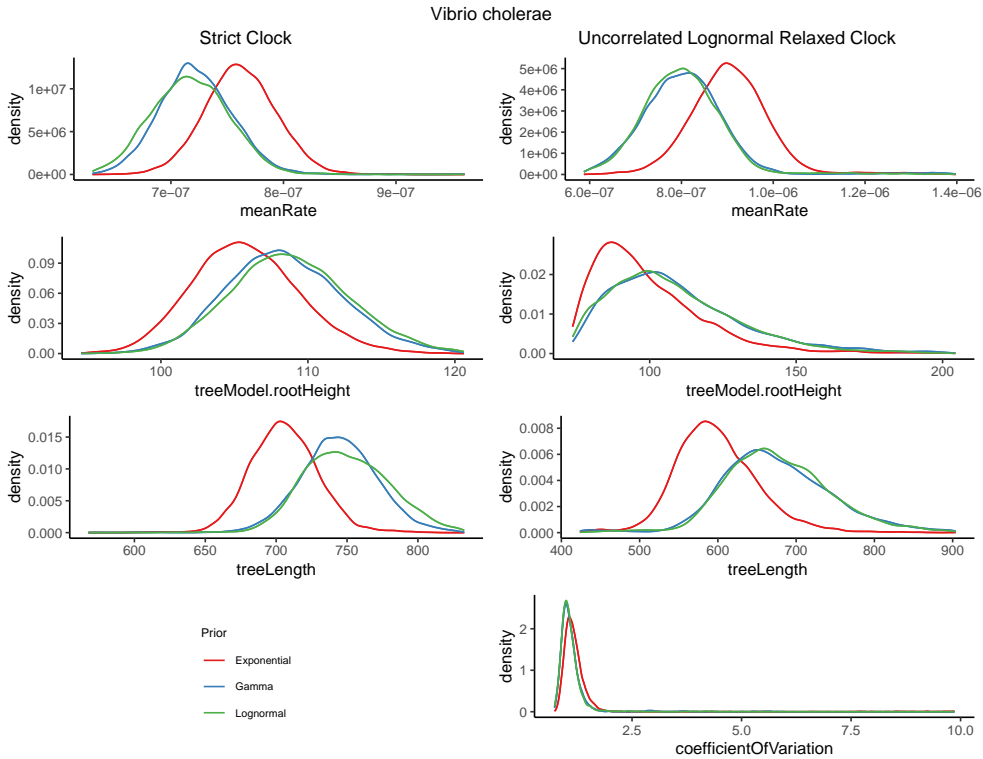 Vibrio cholerae
Strict Clock
Uncorrelated Lognormal Relaxed Clock
density
1e+07
5e+06
0e+00
7e−07 8e−07 9e−07
meanRate
density
5e+06
4e+06
3e+06
2e+06
1e+06
0e+00
6.0e−07 8.0e−07 1.0e−06 1.2e−06 1.4e−06
meanRate
density
0.09
0.06
0.03
0.00
100 110 120
treeModel.rootHeight
density
0.02
0.01
0.00
100 150 200
treeModel.rootHeight
density
0.015
0.010
0.005
0.000
600 650 700 750 800
treeLength
density
0.008
0.006
0.004
0.002
0.000
400 500 600 700 800 900
treeLength
Prior
Exponential
Gamma
Lognormal
density
2
1
0
2.5 5.0 7.5 10.0
coefficientOfVariation